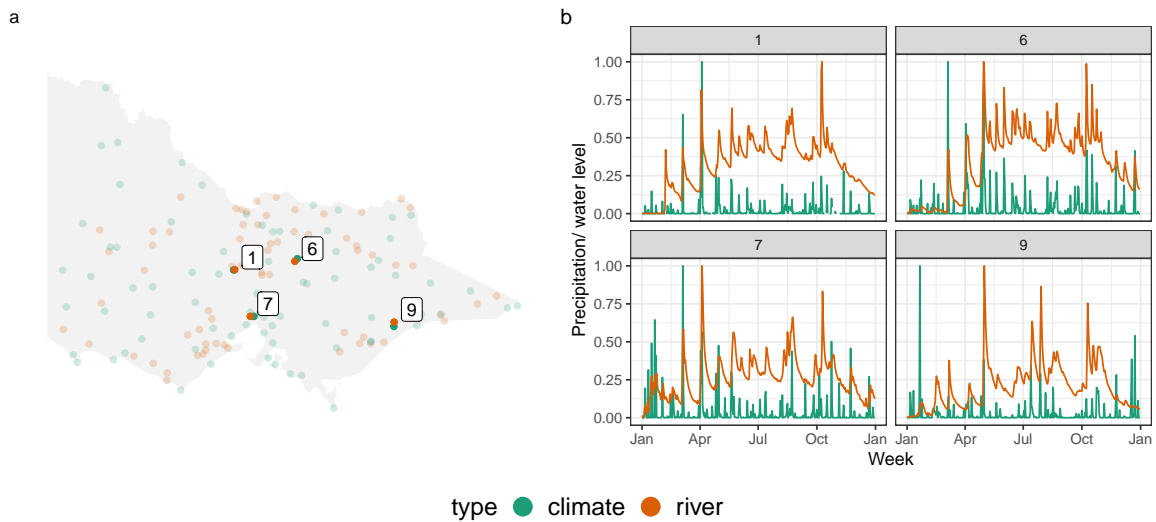 a
1
6
7
9
b
Precipitation/ water level
1
6
1.00
0.75
0.50
0.25
0.00
7
9
1.00
0.75
0.50
0.25
0.00
Jan Apr Jul Oct Jan
Jan Apr Jul Oct Jan
Week
type climate river